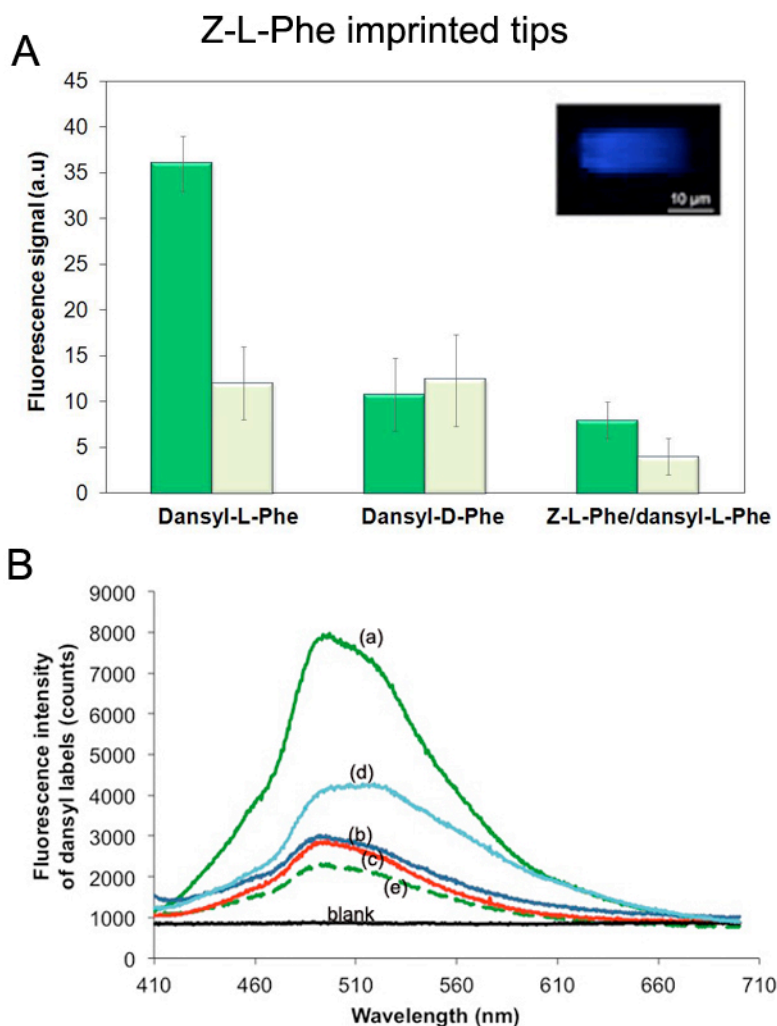 Z-L-Phe imprinted tips
A
45
40
35
30
25
20
15
10
5
0
Fluorescence signal (a.u)
10 µm
Dansyl-L-Phe
Dansyl-D-Phe
Z-L-Phe/dansyl-L-Phe
B
9000
8000
7000
6000
5000
4000
3000
2000
1000
0
Fluorescence intensity
of dansyl labels (counts)
(a)
(d)
(b)
(c)
(e)
blank
410
460
510
560
610
660
710
Wavelength (nm)